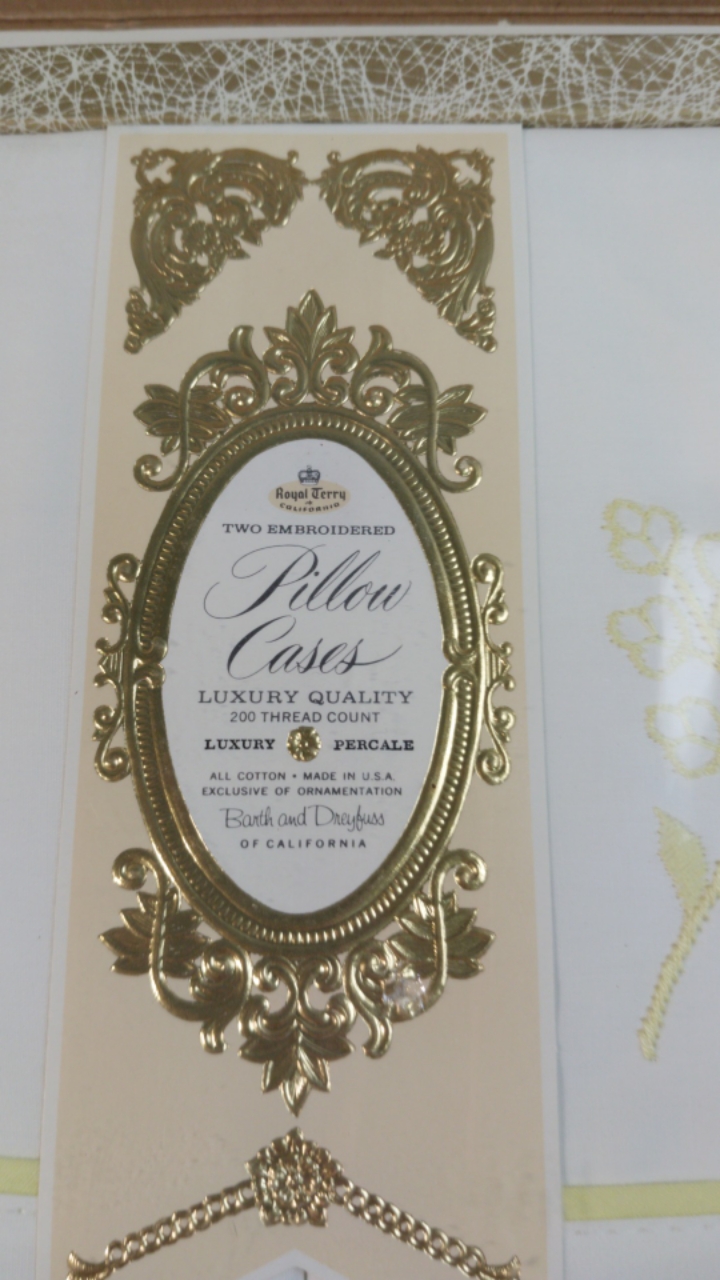 Royal Terry
CALIFORNIA
TWO EMBROIDERED
Pillow
Cases
LUXURY QUALITY
200 THREAD COUNT
LUXURY PERCALE
ALL COTTON • MADE IN U.S.A.
EXCLUSIVE OF ORNAMENTATION
Barth and Dreyfuss
OF CALIFORNIA